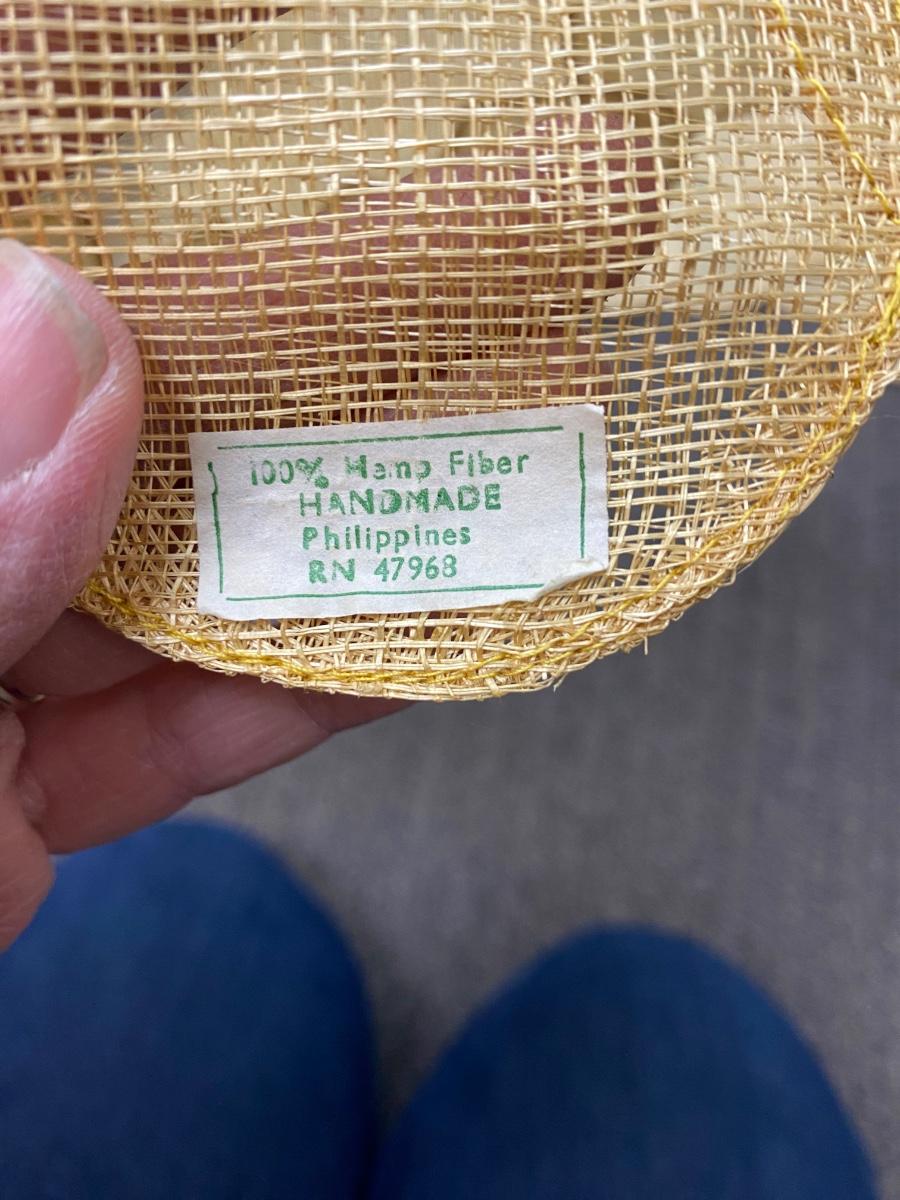 100% Hemp Fiber
HANDMADE
Philippines
RN 47968